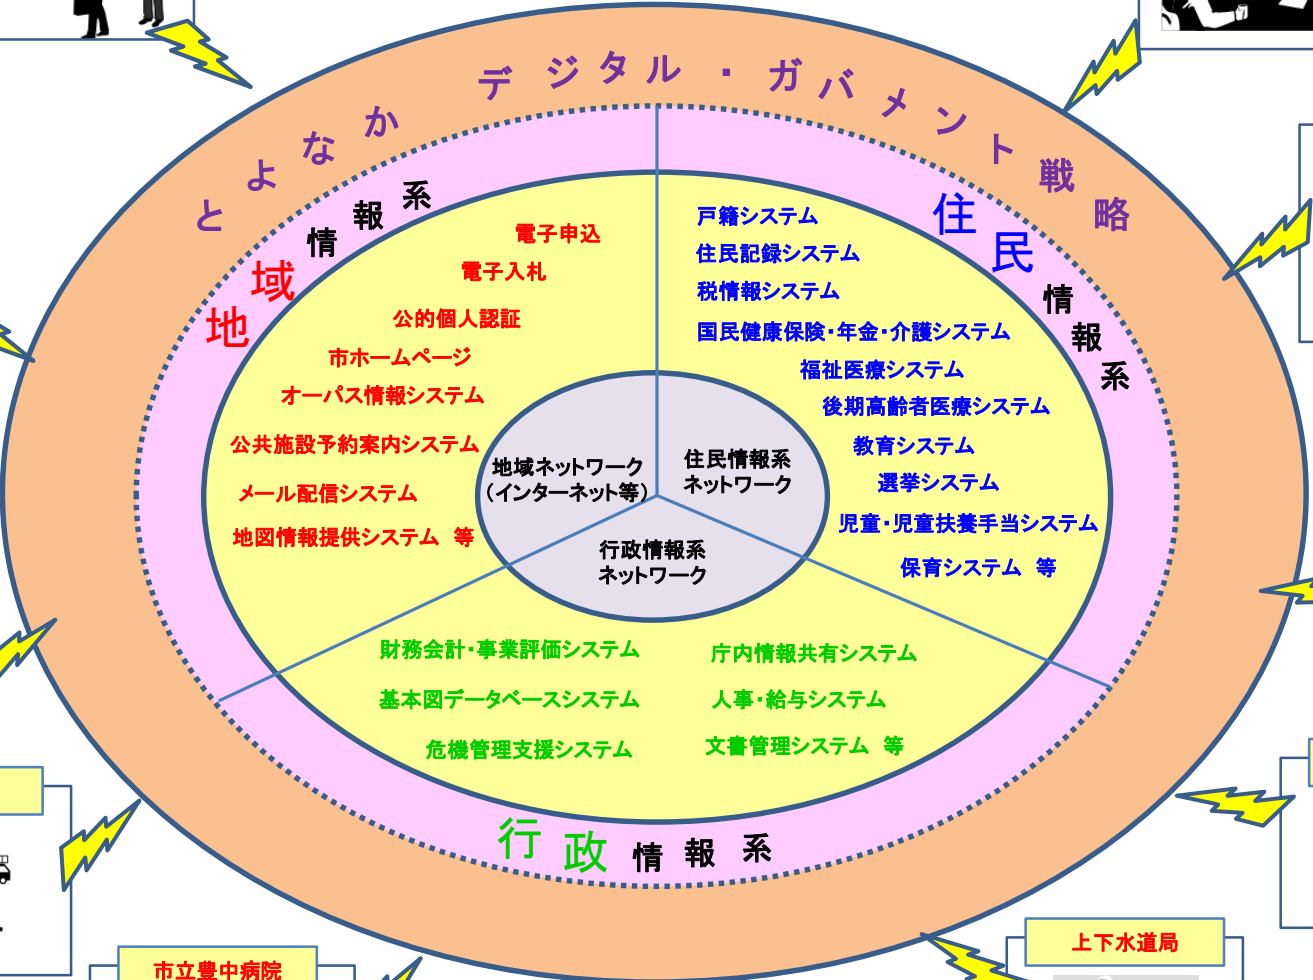 とよなか デジタル・ガバメント戦略
地域情報系
電子申込
電子入札
公的個人認証
市ホームページ
オーパス情報システム
公共施設予約案内システム
メール配信システム
地図情報提供システム 等
住民情報系
戸籍システム
住民記録システム
税情報システム
国民健康保険・年金・介護システム
福祉医療システム
後期高齢者医療システム
教育システム
選挙システム
児童・児童扶養手当システム
保育システム 等
地域ネットワーク
（インターネット等）
住民情報系
ネットワーク
行政情報系
ネットワーク
財務会計・事業評価システム
基本図データベースシステム
危機管理支援システム
庁内情報共有システム
人事・給与システム
文書管理システム 等
行政情報系
市立豊中病院
上下水道局